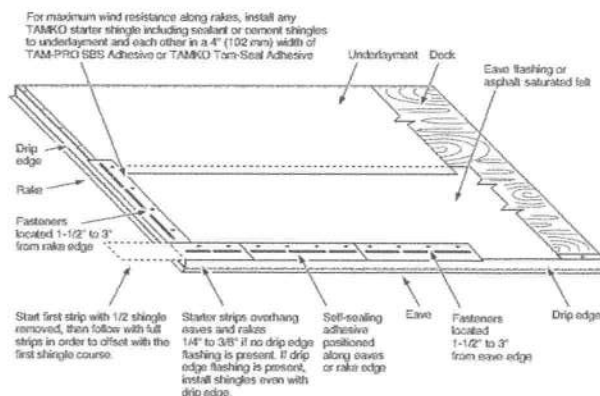 For maximum wind resistance along rakes, install any
TAMKO starter shingle including sealant or cement shingles
to underlayment and each other in a 4" (102 mm) width of
TAM-PRO SBS Adhesive or TAMKO Tam-Seal Adhesive
Underlayment
Deck
Eave flashing or
asphalt saturated felt
Drip
edge
Rake
Fasteners
located 1-1/2" to 3"
from rake edge
Start first strip with 1/2 shingle
removed, then follow with full
strips in order to offset with the
first shingle course.
Starter strips overhang
eaves and rakes
1/4" to 3/8" if no drip edge
flashing is present. If drip
edge flashing is present,
install shingles even with
drip edge.
Self-sealing
adhesive
positioned
along eaves
or rake edge
Eave
Fasteners
located
1-1/2" to 3"
from eave edge
Drip edge